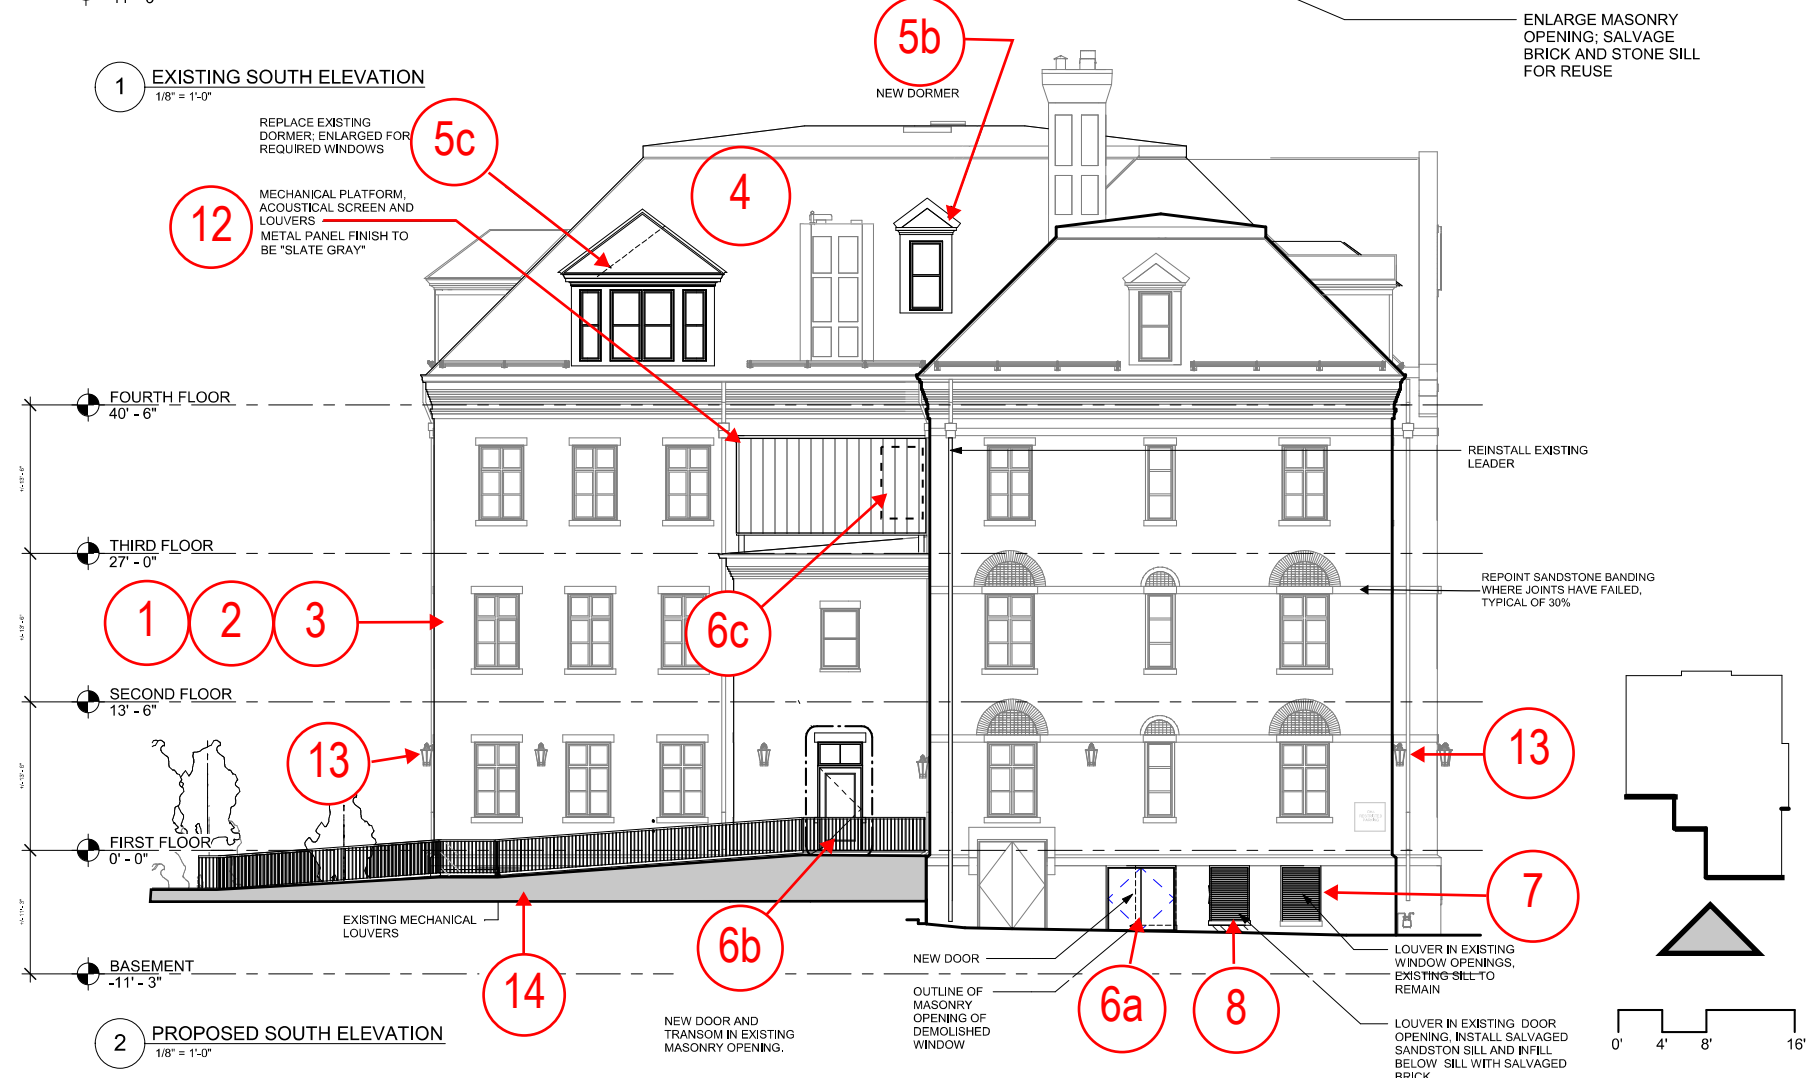 ENLARGE MASONRY
OPENING; SALVAGE
BRICK AND STONE SILL
FOR REUSE
1 EXISTING SOUTH ELEVATION
1/8" = 1'-0"
5b
NEW DORMER
REPLACE EXISTING
DORMER; ENLARGED FOR
REQUIRED WINDOWS
5c
4
12
MECHANICAL PLATFORM,
ACOUSTICAL SCREEN AND
LOUVERS
METAL PANEL FINISH TO
BE "SLATE GRAY"
FOURTH FLOOR
40' - 6"
REINSTALL EXISTING
LEADER
THIRD FLOOR
27' - 0"
REPOINT SANDSTONE BANDING
WHERE JOINTS HAVE FAILED,
TYPICAL OF 30%
1 2 3
6c
SECOND FLOOR
13' - 6"
13
13
FIRST FLOOR
0' - 0"
7
EXISTING MECHANICAL
LOUVERS
6b
NEW DOOR
LOUVER IN EXISTING
WINDOW OPENINGS,
EXISTING SILL TO
REMAIN
BASEMENT
-11' - 3"
14
OUTLINE OF
MASONRY
OPENING OF
DEMOLISHED
WINDOW
6a
8
NEW DOOR AND
TRANSOM IN EXISTING
MASONRY OPENING.
LOUVER IN EXISTING DOOR
OPENING, INSTALL SALVAGED
SANDSTON SILL AND INFILL
BELOW SILL WITH SALVAGED
BRICK
2 PROPOSED SOUTH ELEVATION
1/8" = 1'-0"
0' 4' 8' 16'